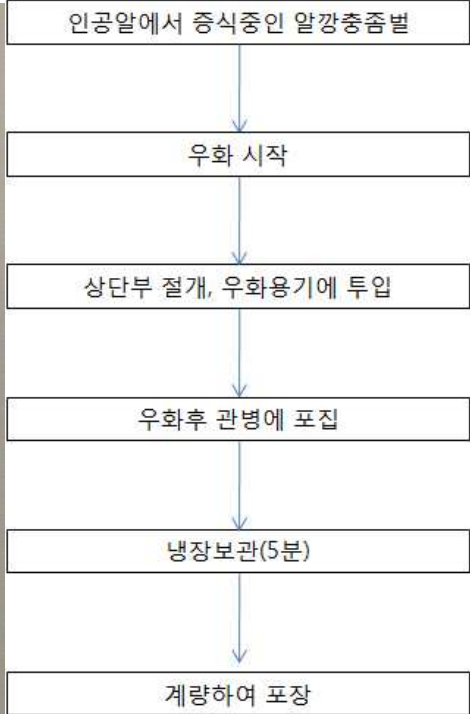 인공알에서 증식중인 알깡충좀벌
우화 시작
상단부 절개, 우화용기에 투입
우화후 관병에 포집
냉장보관(5분)
계량하여 포장